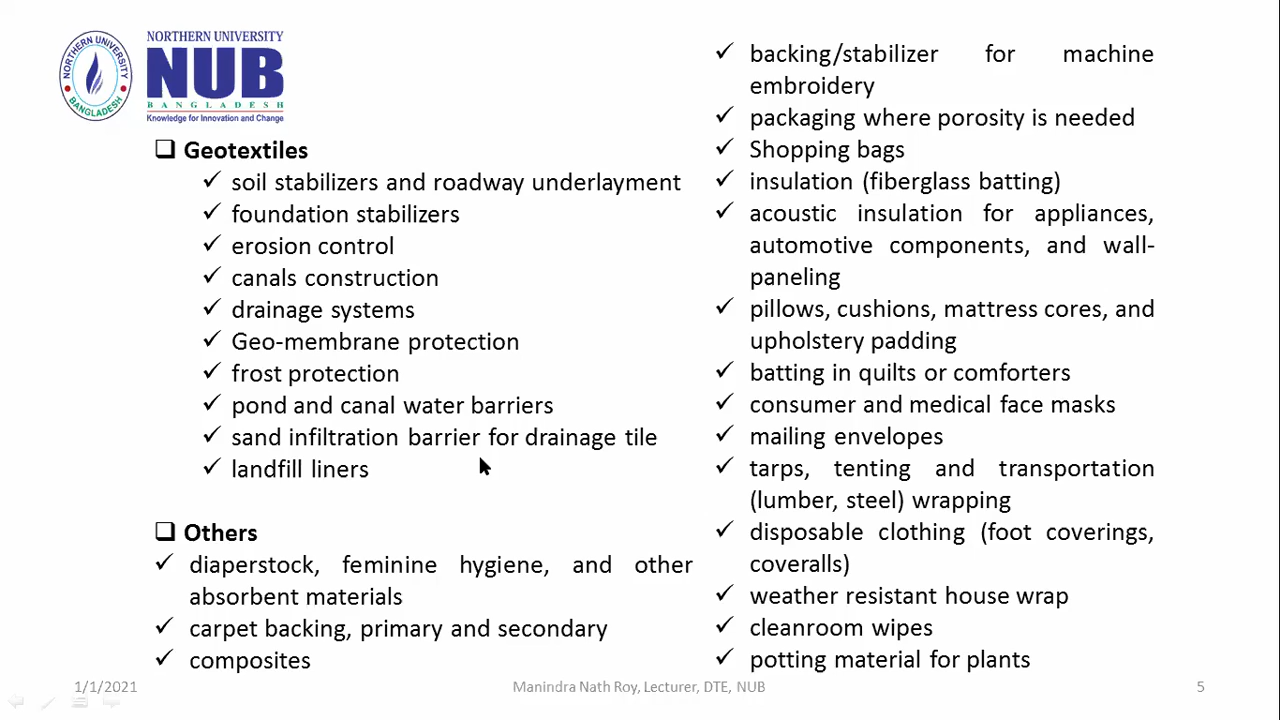 NORTHERN UNIVERSITY
BANGLADESH
NORTHERN UNIVERSITY
NUB
BANGLADESH
Knowledge for Innovation and Change
Geotextiles
soil stabilizers and roadway underlayment
foundation stabilizers
erosion control
canals construction
drainage systems
Geo-membrane protection
frost protection
pond and canal water barriers
sand infiltration barrier for drainage tile
landfill liners
Others
diaperstock, feminine hygiene, and other
absorbent materials
carpet backing, primary and secondary
composites
backing/stabilizer for machine
embroidery
packaging where porosity is needed
Shopping bags
insulation (fiberglass batting)
acoustic insulation for appliances,
automotive components, and wall-
paneling
pillows, cushions, mattress cores, and
upholstery padding
batting in quilts or comforters
consumer and medical face masks
mailing envelopes
tarps, tenting and transportation
(lumber, steel) wrapping
disposable clothing (foot coverings,
coveralls)
weather resistant house wrap
cleanroom wipes
potting material for plants
1/1/2021
Manindra Nath Roy, Lecturer, DTE, NUB
5